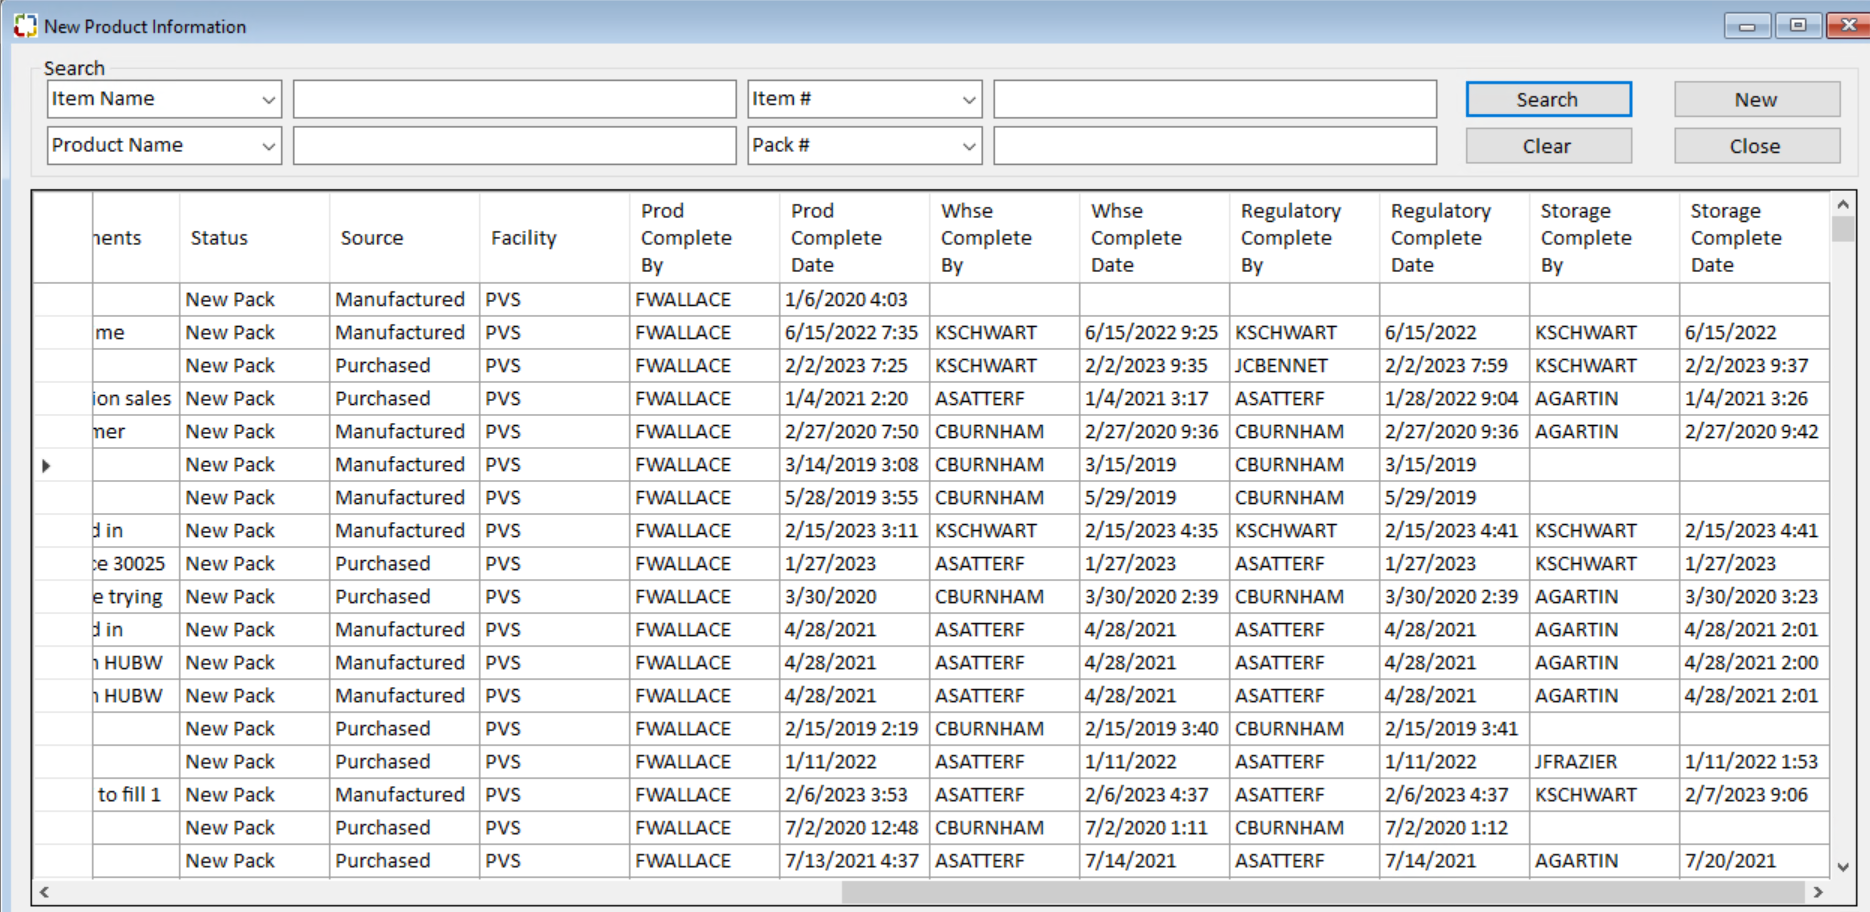 New Product Information
Search
Item Name Item # Search New
Product Name Pack # Clear Close
Status Source Facility Prod Complete By Prod Complete Date Whse Complete By Whse Complete Date Regulatory Complete By Regulatory Complete Date Storage Complete By Storage Complete Date
New Pack Manufactured PVS FWALLACE 1/6/2020 4:03
me New Pack Manufactured PVS FWALLACE 6/15/2022 7:35 KSCHWART 6/15/2022 9:25 KSCHWART 6/15/2022 KSCHWART 6/15/2022
New Pack Purchased PVS FWALLACE 2/2/2023 7:25 KSCHWART 2/2/2023 9:35 JCBENNET 2/2/2023 7:59 KSCHWART 2/2/2023 9:37
ion sales New Pack Purchased PVS FWALLACE 1/4/2021 2:20 ASATTERF 1/4/2021 3:17 ASATTERF 1/28/2022 9:04 AGARTIN 1/4/2021 3:26
mer New Pack Manufactured PVS FWALLACE 2/27/2020 7:50 CBURNHAM 2/27/2020 9:36 CBURNHAM 2/27/2020 9:36 AGARTIN 2/27/2020 9:42
New Pack Manufactured PVS FWALLACE 3/14/2019 3:08 CBURNHAM 3/15/2019 CBURNHAM 3/15/2019
New Pack Manufactured PVS FWALLACE 5/28/2019 3:55 CBURNHAM 5/29/2019 CBURNHAM 5/29/2019
d in New Pack Manufactured PVS FWALLACE 2/15/2023 3:11 KSCHWART 2/15/2023 4:35 KSCHWART 2/15/2023 4:41 KSCHWART 2/15/2023 4:41
ce 30025 New Pack Purchased PVS FWALLACE 1/27/2023 ASATTERF 1/27/2023 ASATTERF 1/27/2023 KSCHWART 1/27/2023
e trying New Pack Purchased PVS FWALLACE 3/30/2020 CBURNHAM 3/30/2020 2:39 CBURNHAM 3/30/2020 2:39 AGARTIN 3/30/2020 3:23
d in New Pack Manufactured PVS FWALLACE 4/28/2021 ASATTERF 4/28/2021 ASATTERF 4/28/2021 AGARTIN 4/28/2021 2:01
HUBW New Pack Manufactured PVS FWALLACE 4/28/2021 ASATTERF 4/28/2021 ASATTERF 4/28/2021 AGARTIN 4/28/2021 2:00
HUBW New Pack Manufactured PVS FWALLACE 4/28/2021 ASATTERF 4/28/2021 ASATTERF 4/28/2021 AGARTIN 4/28/2021 2:01
New Pack Purchased PVS FWALLACE 2/15/2019 2:19 CBURNHAM 2/15/2019 3:40 CBURNHAM 2/15/2019 3:41
New Pack Purchased PVS FWALLACE 1/11/2022 ASATTERF 1/11/2022 ASATTERF 1/11/2022 JFRAZIER 1/11/2022 1:53
to fill 1 New Pack Manufactured PVS FWALLACE 2/6/2023 3:53 ASATTERF 2/6/2023 4:37 ASATTERF 2/6/2023 4:37 KSCHWART 2/7/2023 9:06
New Pack Purchased PVS FWALLACE 7/2/2020 12:48 CBURNHAM 7/2/2020 1:11 CBURNHAM 7/2/2020 1:12
New Pack Purchased PVS FWALLACE 7/13/2021 4:37 ASATTERF 7/14/2021 ASATTERF 7/14/2021 AGARTIN 7/20/2021